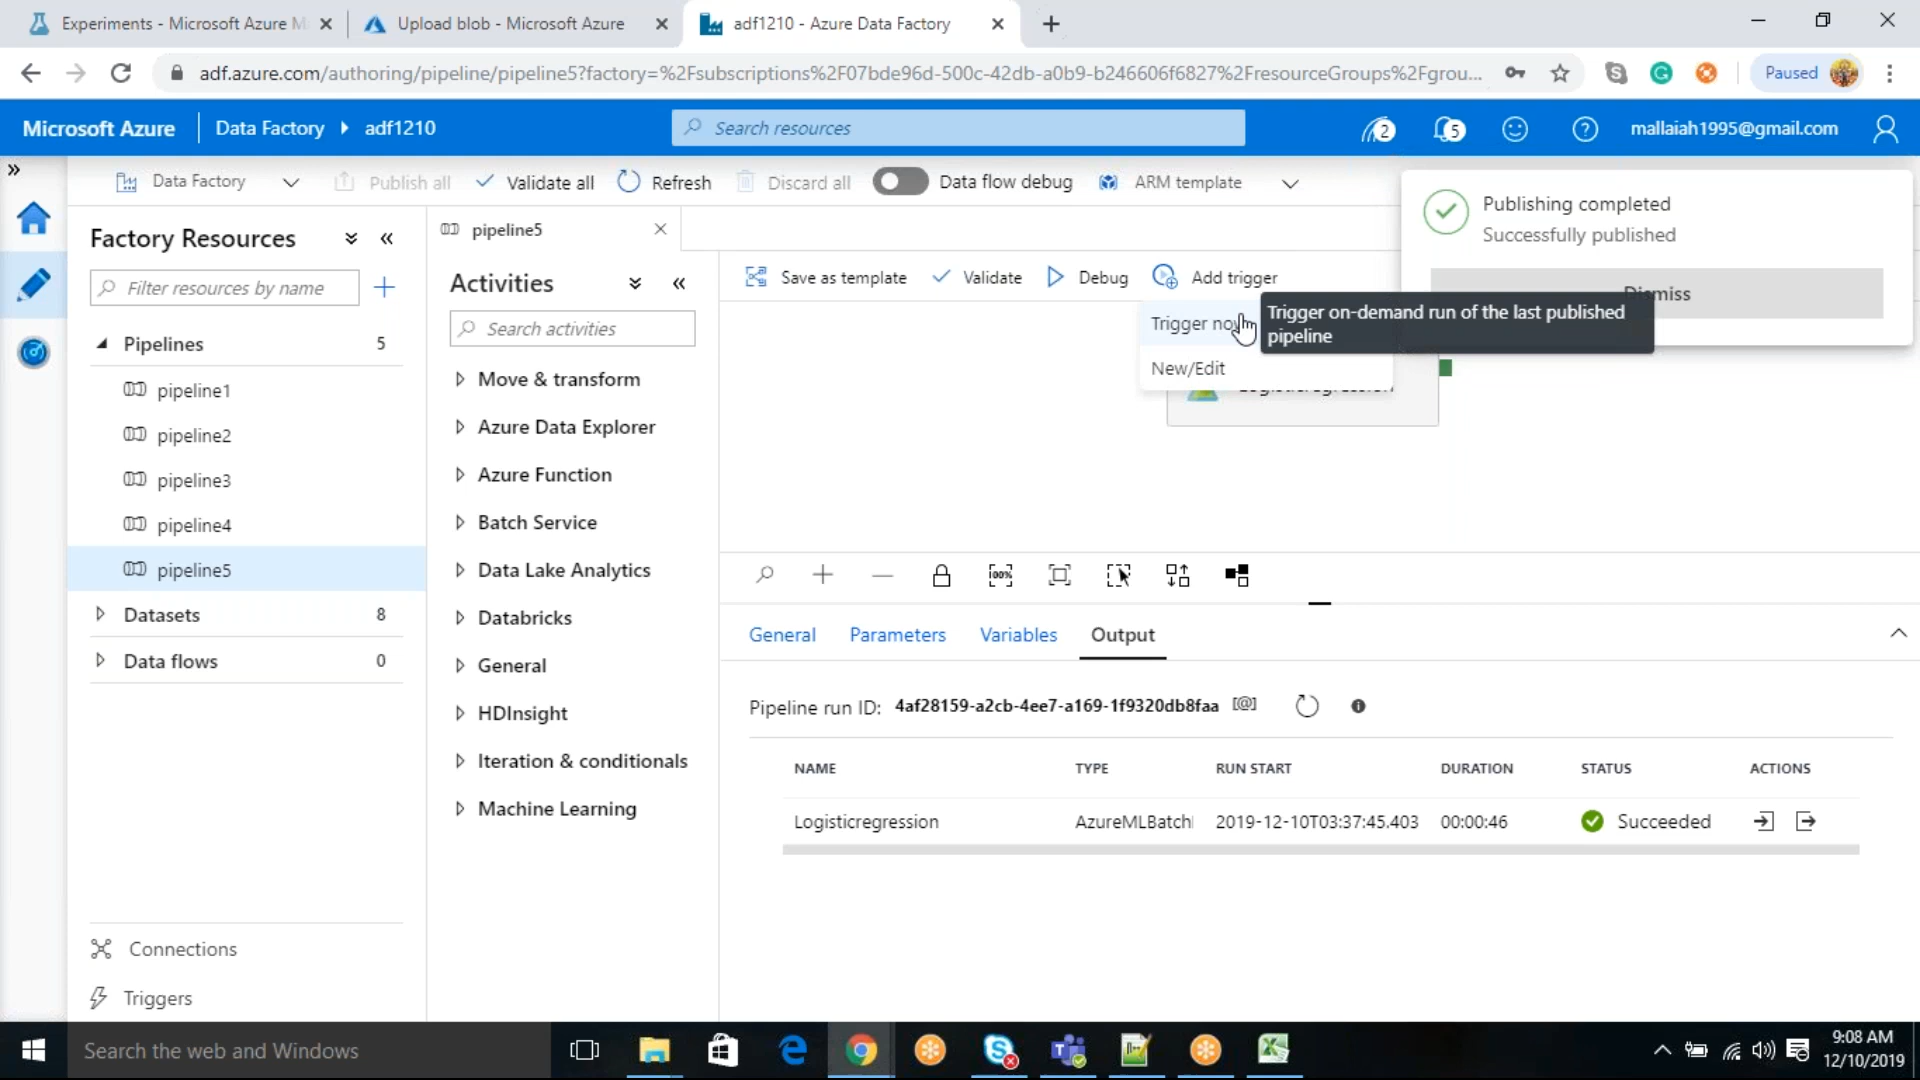 Experiments - Microsoft Azure M
Upload blob - Microsoft Azure
adf1210 - Azure Data Factory
adf.azure.com/authoring/pipeline/pipeline5?factory=%2Fsubscriptions%2F07bde96d-500c-42db-a0b9-b246606f6827%2FresourceGroups%2Fgrou...
Paused
Microsoft Azure
Data Factory
adf1210
Search resources
2
5
mallaiah1995@gmail.com
Data Factory
Publish all
Validate all
Refresh
Discard all
Data flow debug
ARM template
Publishing completed
Successfully published
Dismiss
Factory Resources
Filter resources by name
Pipelines 5
pipeline1
pipeline2
pipeline3
pipeline4
pipeline5
Datasets 8
Data flows 0
Connections
Triggers
pipeline5
Activities
Search activities
Move & transform
Azure Data Explorer
Azure Function
Batch Service
Data Lake Analytics
Databricks
General
HDInsight
Iteration & conditionals
Machine Learning
Save as template
Validate
Debug
Add trigger
Trigger now
New/Edit
Trigger on-demand run of the last published
pipeline
Logisticregression
100%
General
Parameters
Variables
Output
Pipeline run ID: 4af28159-a2cb-4ee7-a169-1f9320db8faa [@]
NAME TYPE RUN START DURATION STATUS ACTIONS
Logisticregression AzureMLBatchI 2019-12-10T03:37:45.403 00:00:46 Succeeded
Search the web and Windows
9:08 AM
12/10/2019